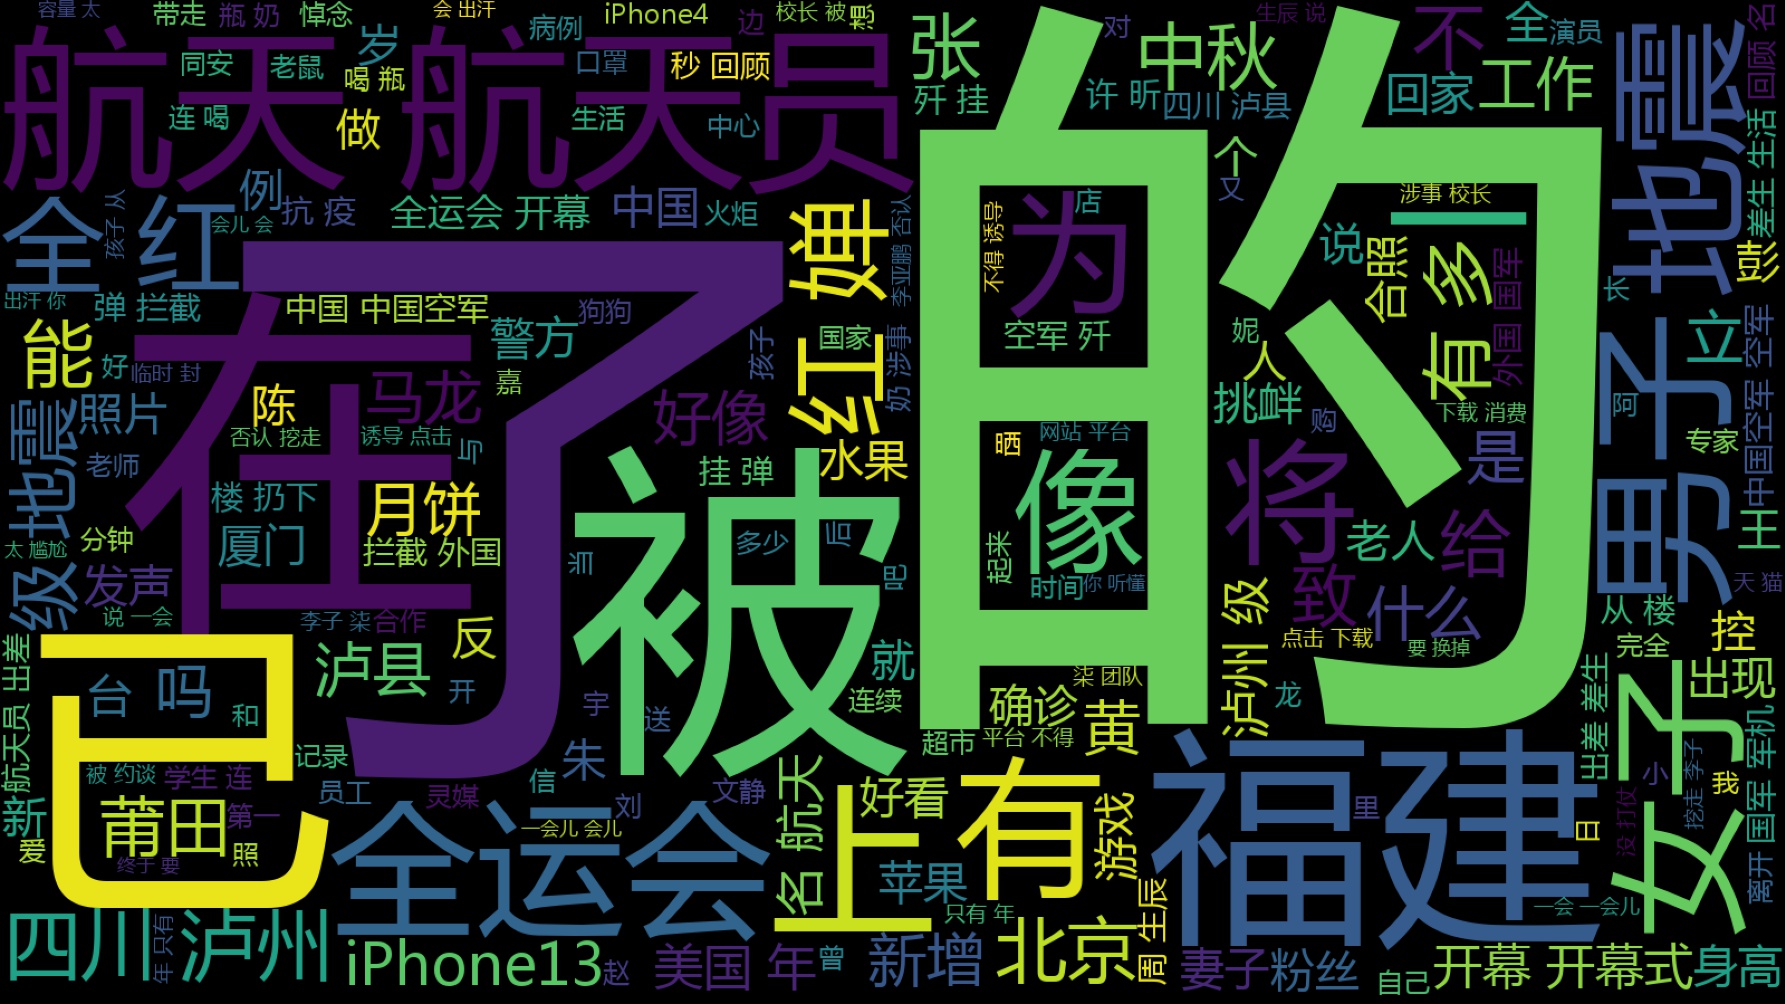 容量 太
带走
瓶 奶
悼念
会 出汗
iPhone4
校长 被
想
生辰 说
航天
航天员
同安
老鼠
连 喝
岁
喝 瓶
做
病例
口罩
边
秒 回顾
生活
中心
张
歼 挂
对
中秋
许 听
四川 泸县
全
演员
不
回家
工作
地震
回顾 名
差生 生活
全
红
例
抗 疫
会儿 会
孩子 从
全运会 开幕
中国
火炬
婵
红
李亚鹏 否认
奶 涉事
的
个
又
涉事 校长
一
说
合照
有
多
外国 国军
为
店
不得 诱导
空军 歼
彭
长
出汗 你
弹 拦截
了
在
中国 中国空军
警方
狗狗
孩子
国家
能
好
临时 封
妮
人
挑衅
购
下载 消费
立
男子
阿
专家
中国空军 空军
地震
照片
老师
陈
马龙
嘉
否认 挖走
诱导 点击
与
好像
挂 弹
水果
晒
网站 平台
像
起来
时间
你 听懂
将
是
老人
给
王
太 尴尬
分钟
级
发声
楼 扔下
厦门
月饼
拦截 外国
被
多少
后
吧
致
什么
天 猫
从 楼
说 一会
李子 柒
合作
反
泸县
开
就
连续
泸州 级
点击 下载
要 换掉
龙
完全
控
出现
航天员 出差
已
台
吗
和
记录
宇
送
朱
柒 团队
确诊
黄
超市
平台 不得
出差 差生
女子
小
挖走 李子
我
国军 军机
被 约谈
学生 连
员工
灵媒
信
刘
文静
新
爱
莆田
第一
照
终于 要
全运会
一会儿 会儿
名 航天
上
好看
有
游戏
福建
里
日
没 打仗
离开
苹果
只有 年
周 生辰
一会 一会儿
四川
年 只有
泸州
iPhone13
赵
美国
年
曾
新增
北京
妻子
粉丝
自己
开幕
开幕式
身高